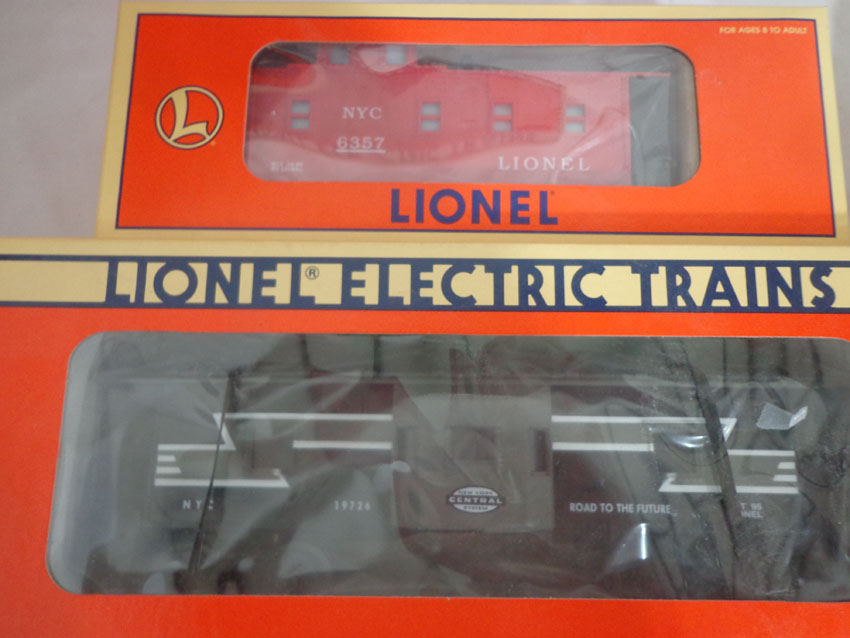 FOR AGES 8 TO ADULT
L
NYC
6357
LIONEL
LIONEL
LIONEL® ELECTRIC TRAINS
NYC 19726
NEW YORK
CENTRAL
SYSTEM
ROAD TO THE FUTURE
95